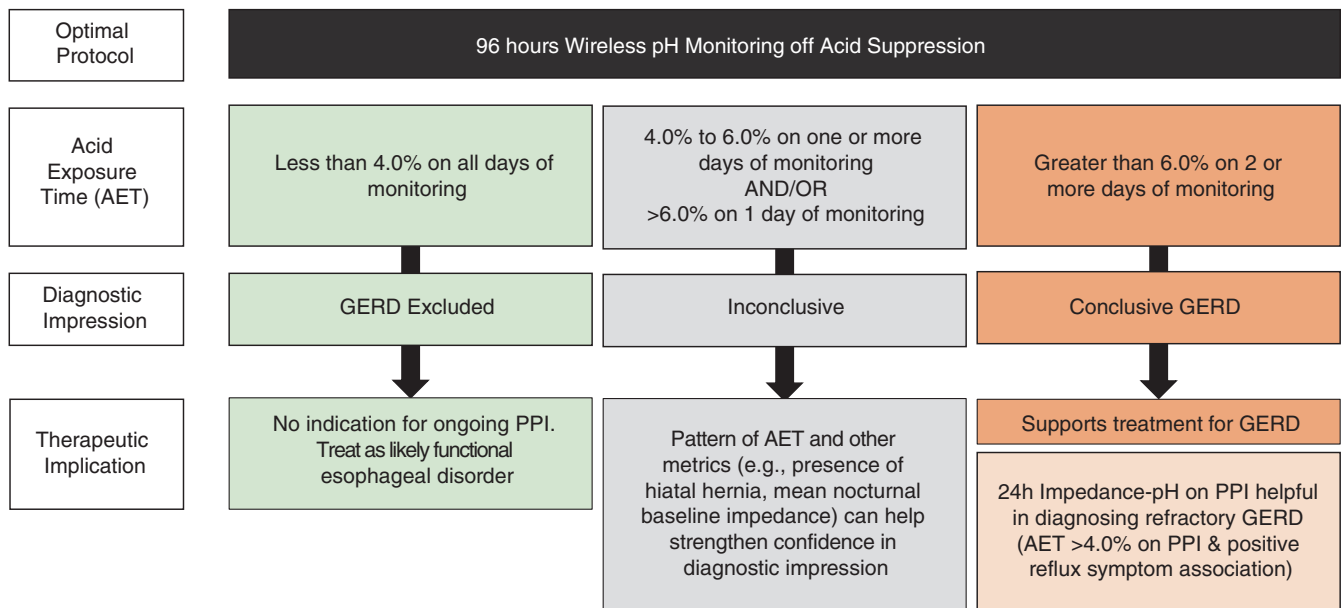 Optimal
Protocol
96 hours Wireless pH Monitoring off Acid Suppression
Acid
Exposure
Time (AET)
Less than 4.0% on all days of
monitoring
4.0% to 6.0% on one or more
days of monitoring
AND/OR
>6.0% on 1 day of monitoring
Greater than 6.0% on 2 or
more days of monitoring
Diagnostic
Impression
GERD Excluded
Inconclusive
Conclusive GERD
Therapeutic
Implication
No indication for ongoing PPI.
Treat as likely functional
esophageal disorder
Pattern of AET and other
metrics (e.g., presence of
hiatal hernia, mean nocturnal
baseline impedance) can help
strengthen confidence in
diagnostic impression
Supports treatment for GERD
24h Impedance-pH on PPI helpful
in diagnosing refractory GERD
(AET >4.0% on PPI & positive
reflux symptom association)